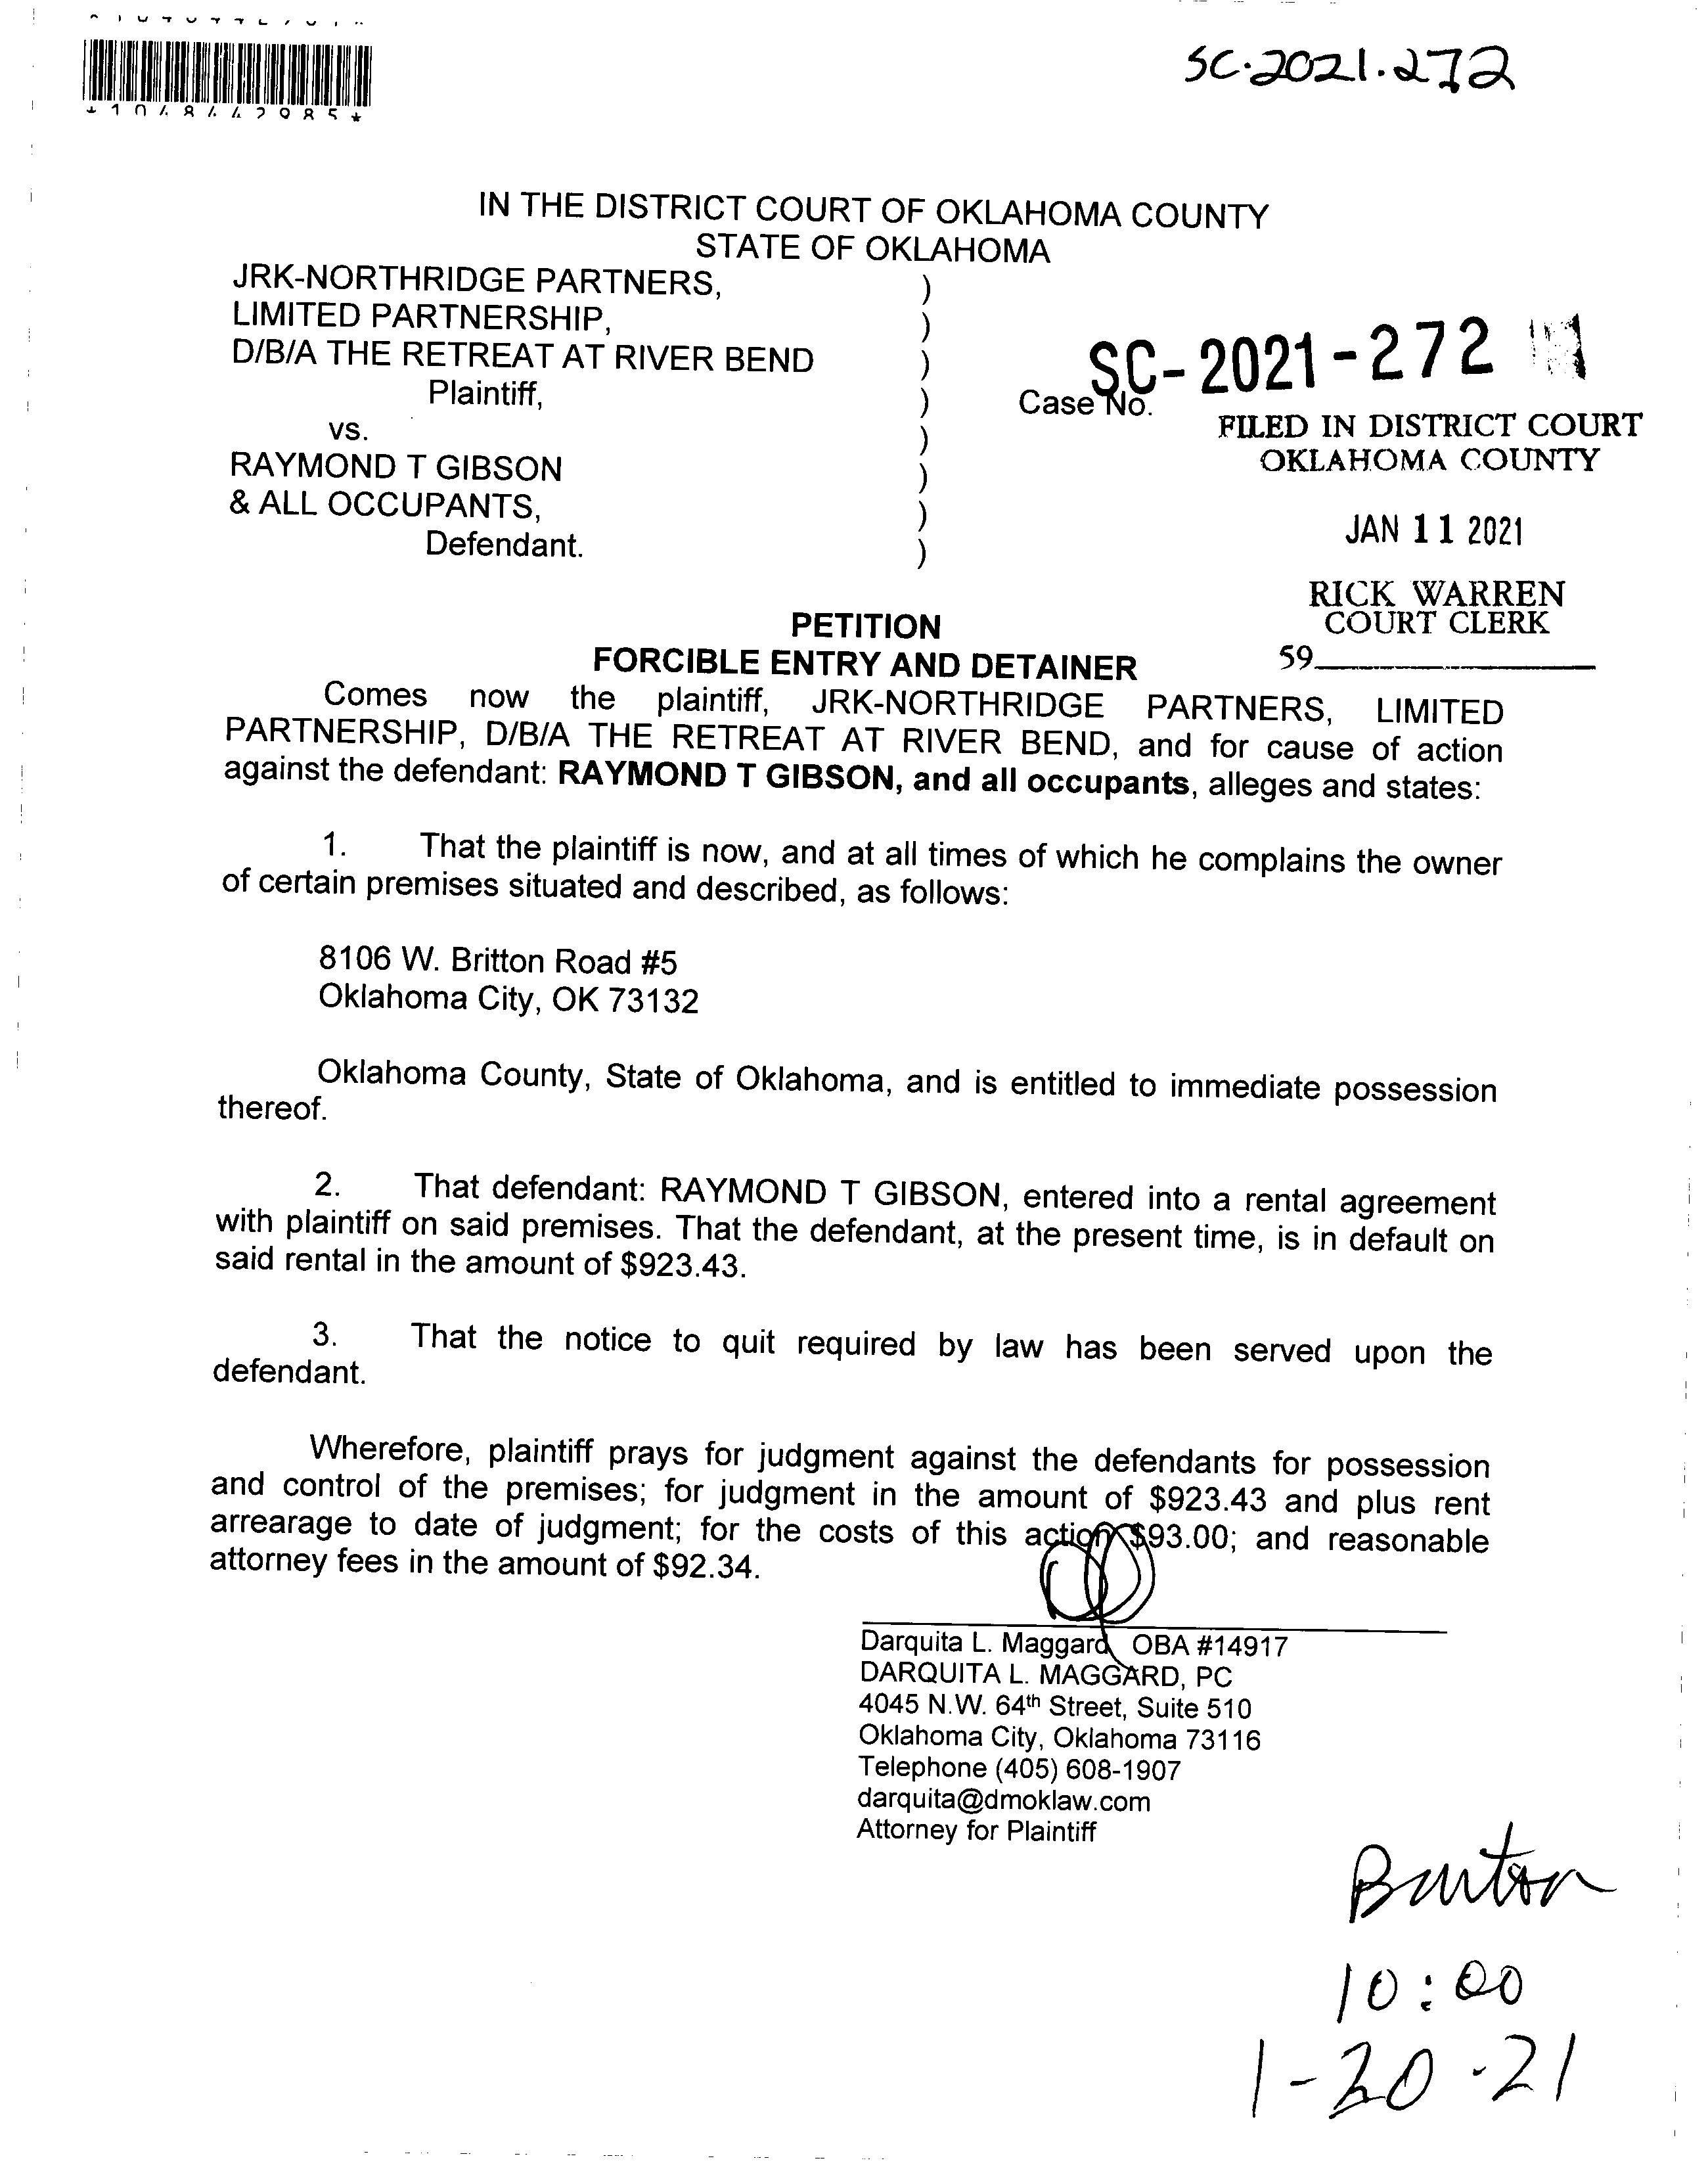 *1048442985*
SC·2021·272
IN THE DISTRICT COURT OF OKLAHOMA COUNTY
STATE OF OKLAHOMA
JRK-NORTHRIDGE PARTNERS, )
LIMITED PARTNERSHIP, )
D/B/A THE RETREAT AT RIVER BEND )
Plaintiff, )
vs. )
RAYMOND T GIBSON )
& ALL OCCUPANTS, )
Defendant. )
SC-2021-272
Case No.
FILED IN DISTRICT COURT
OKLAHOMA COUNTY
JAN 11 2021
RICK WARREN
COURT CLERK
59
PETITION
FORCIBLE ENTRY AND DETAINER
Comes now the plaintiff, JRK-NORTHRIDGE PARTNERS, LIMITED
PARTNERSHIP, D/B/A THE RETREAT AT RIVER BEND, and for cause of action
against the defendant: RAYMOND T GIBSON, and all occupants, alleges and states:
1. That the plaintiff is now, and at all times of which he complains the owner
of certain premises situated and described, as follows:
8106 W. Britton Road #5
Oklahoma City, OK 73132
Oklahoma County, State of Oklahoma, and is entitled to immediate possession
thereof.
2. That defendant: RAYMOND T GIBSON, entered into a rental agreement
with plaintiff on said premises. That the defendant, at the present time, is in default on
said rental in the amount of $923.43.
3. That the notice to quit required by law has been served upon the
defendant.
Wherefore, plaintiff prays for judgment against the defendants for possession
and control of the premises; for judgment in the amount of $923.43 and plus rent
arrearage to date of judgment; for the costs of this action $93.00; and reasonable
attorney fees in the amount of $92.34.
Darquita L. Maggard OBA #14917
DARQUITA L. MAGGARD, PC
4045 N.W. 64th Street, Suite 510
Oklahoma City, Oklahoma 73116
Telephone (405) 608-1907
darquita@dmoklaw.com
Attorney for Plaintiff
10:00
1-20-21